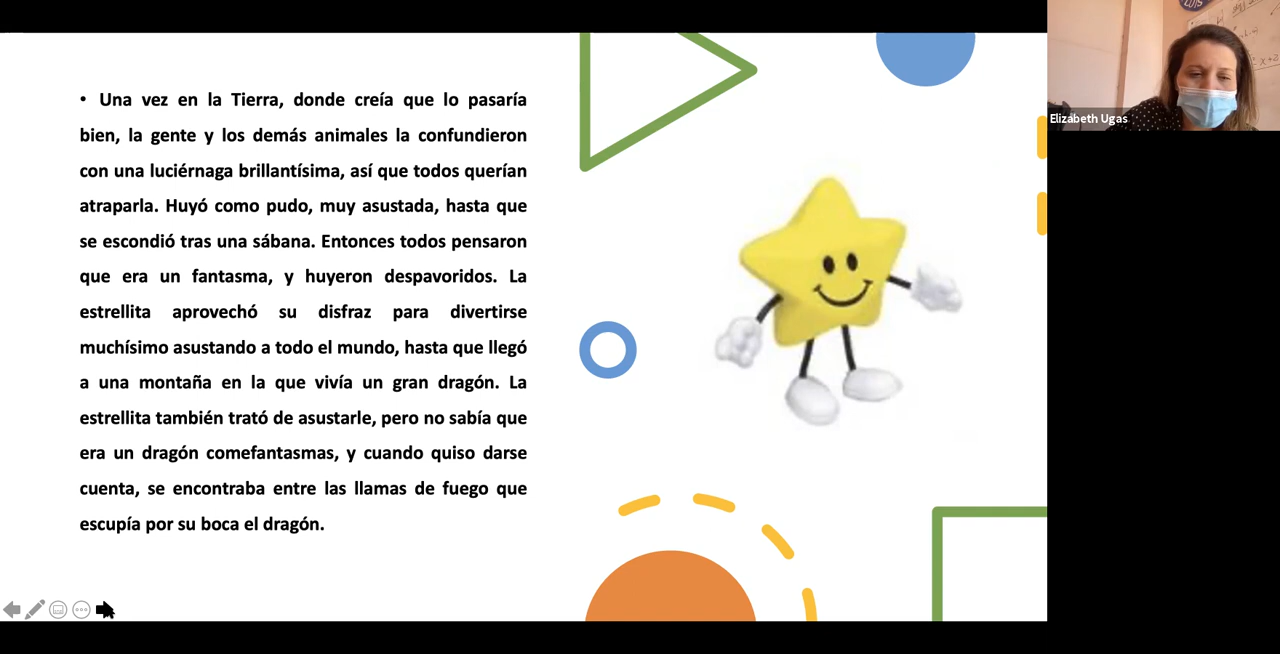 • Una vez en la Tierra, donde creía que lo pasaría
bien, la gente y los demás animales la confundieron
con una luciérnaga brillantísima, así que todos querían
atraparla. Huyó como pudo, muy asustada, hasta que
se escondió tras una sábana. Entonces todos pensaron
que era un fantasma, y huyeron despavoridos. La
estrellita aprovechó su disfraz para divertirse
muchísimo asustando a todo el mundo, hasta que llegó
a una montaña en la que vivía un gran dragón. La
estrellita también trató de asustarle, pero no sabía que
era un dragón comefantasmas, y cuando quiso darse
cuenta, se encontraba entre las llamas de fuego que
escupía por su boca el dragón.
Elizabeth Ugas